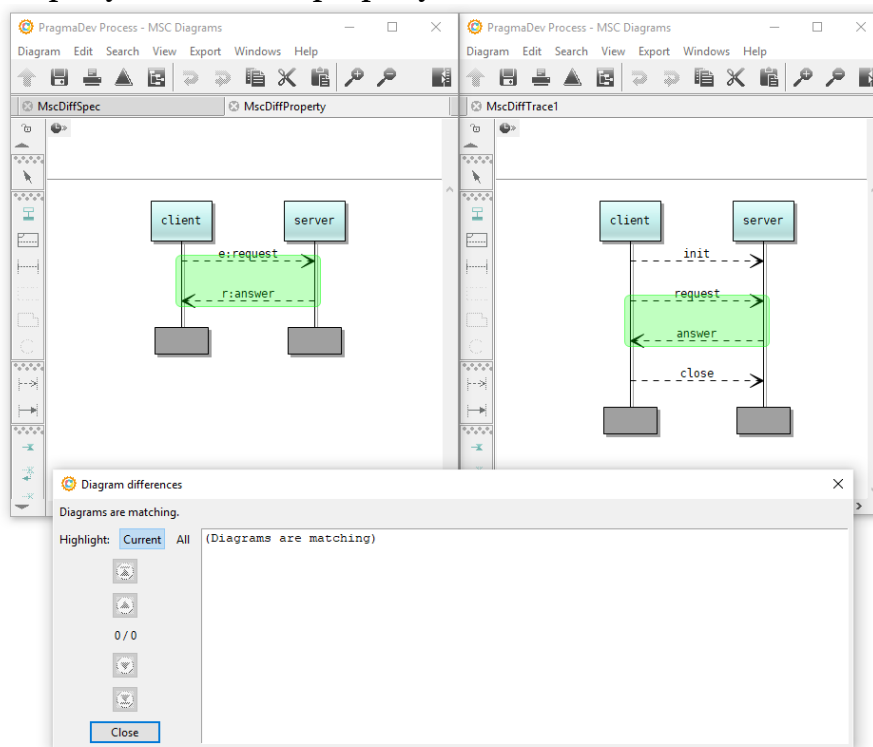 PragmaDev Process - MSC Diagrams
Diagram Edit Search View Export Windows Help
MscDiffSpec
MscDiffProperty
client
server
e:request
r:answer
PragmaDev Process - MSC Diagrams
Diagram Edit Search View Export Windows Help
MscDiffTrace1
client
server
init
request
answer
close
Diagram differences
Diagrams are matching.
Highlight: Current All
(Diagrams are matching)
0 / 0
Close